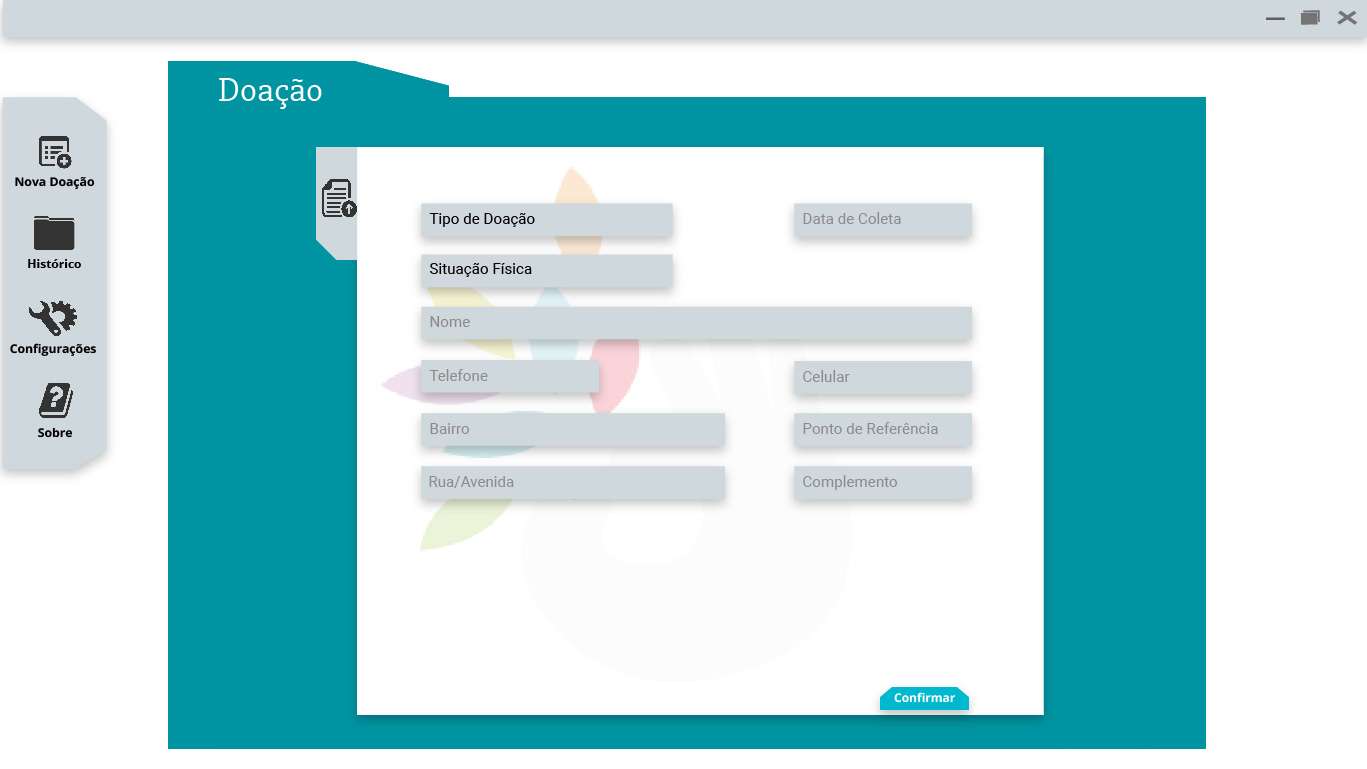 Doação
Nova Doação
Histórico
Configurações
Sobre
Tipo de Doação
Data de Coleta
Situação Física
Nome
Telefone
Celular
Bairro
Ponto de Referência
Rua/Avenida
Complemento
Confirmar